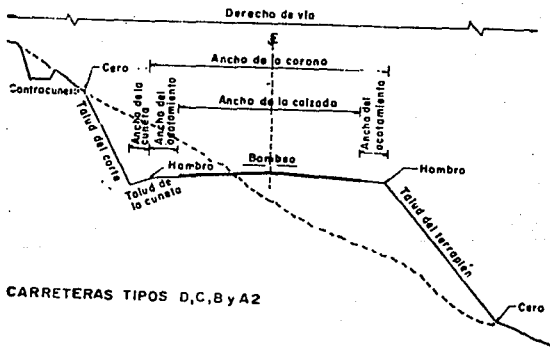 Derecho de vía
℄
Ancho de la corona
Cero
Contracuneta
Ancho de la calzada
Ancho de la cuneta
Ancho del acotamiento
Ancho del acotamiento
Talud del corte
Hombro
Bombeo
Hombro
Talud de la cuneta
Talud del terraplén
CARRETERAS TIPOS D,C,B y A2
Cero